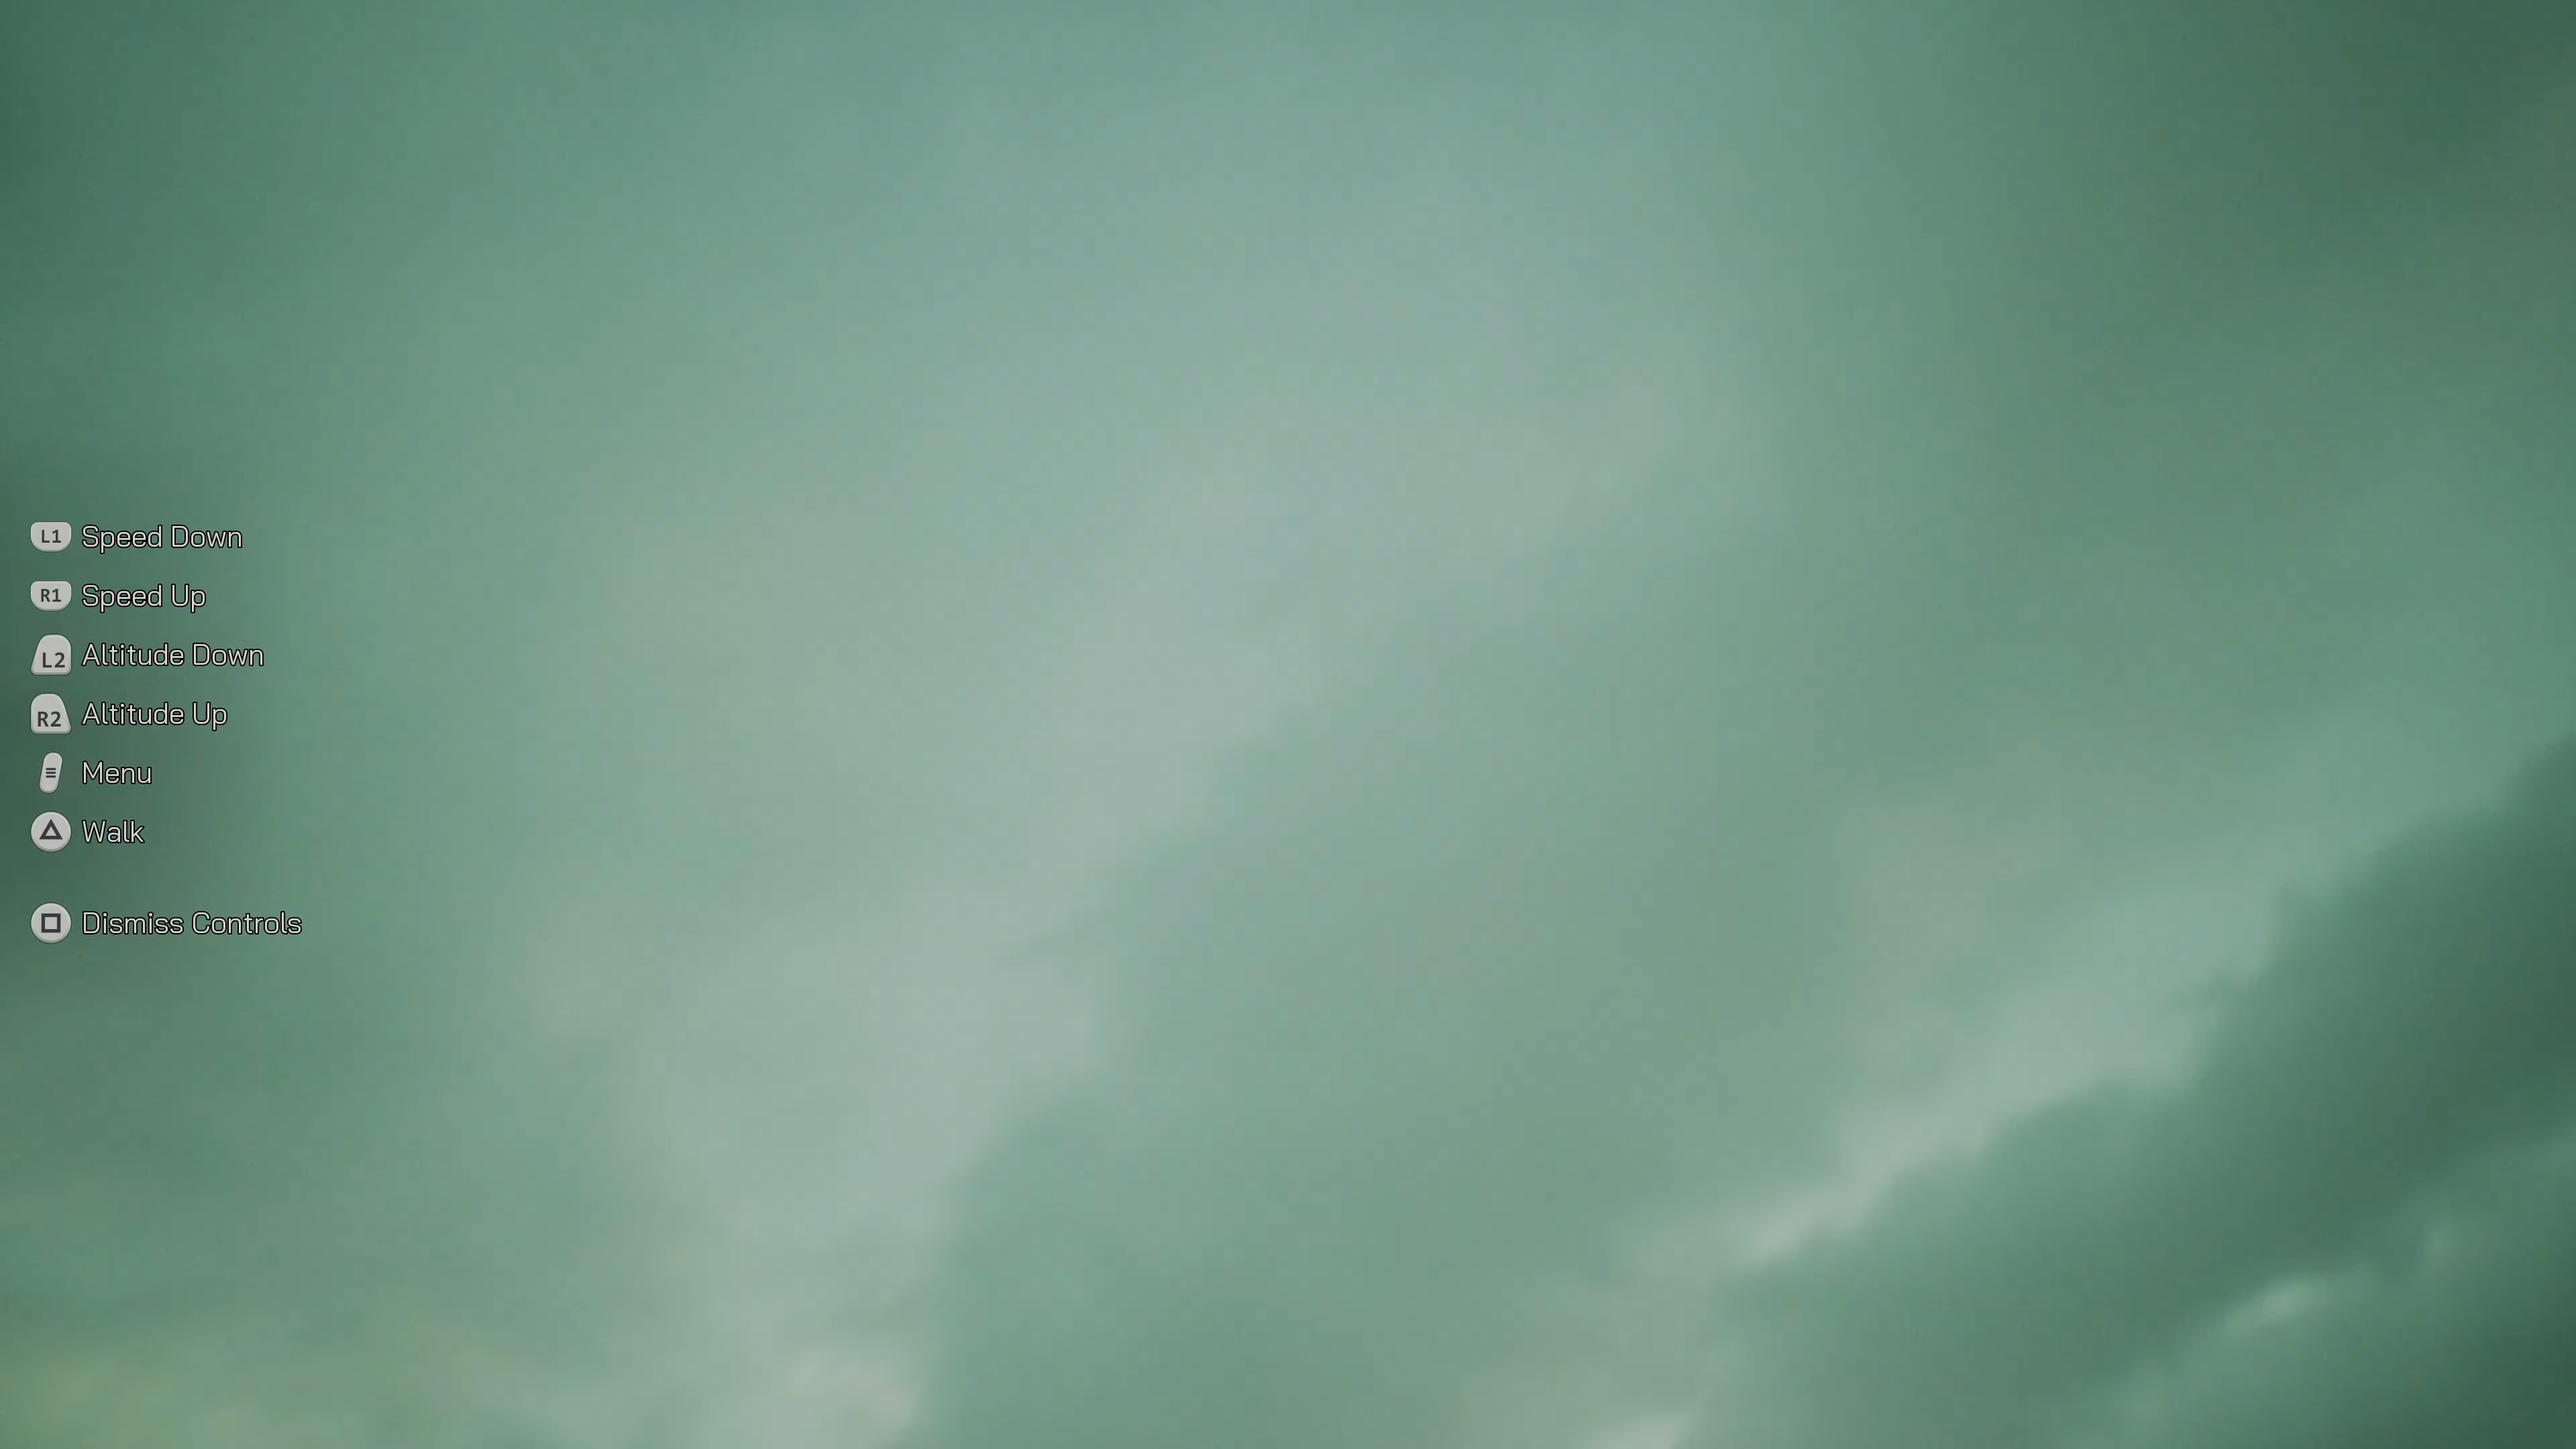 L1 Speed Down
R1 Speed Up
L2 Altitude Down
R2 Altitude Up
Menu
Walk
Dismiss Controls